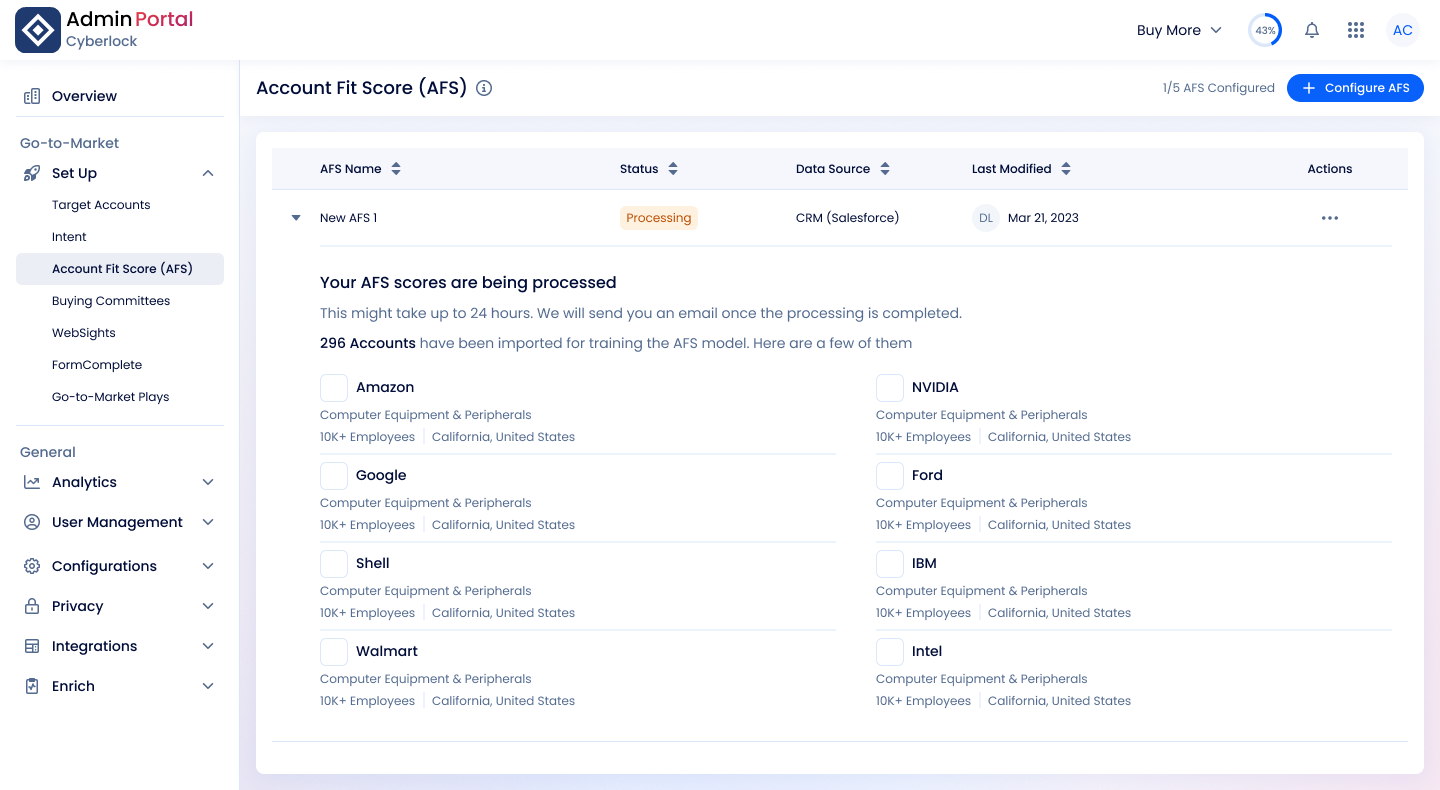 Admin Portal
Cyberlock
Buy More
43%
AC
Overview
Go-to-Market
Set Up
Target Accounts
Intent
Account Fit Score (AFS)
Buying Committees
WebSights
FormComplete
Go-to-Market Plays
General
Analytics
User Management
Configurations
Privacy
Integrations
Enrich
Account Fit Score (AFS)
1/5 AFS Configured
Configure AFS
AFS Name Status Data Source Last Modified Actions
New AFS 1 Processing CRM (Salesforce) DL Mar 21, 2023
Your AFS scores are being processed
This might take up to 24 hours. We will send you an email once the processing is completed.
296 Accounts have been imported for training the AFS model. Here are a few of them
Amazon
Computer Equipment & Peripherals
10K+ Employees California, United States
NVIDIA
Computer Equipment & Peripherals
10K+ Employees California, United States
Google
Computer Equipment & Peripherals
10K+ Employees California, United States
Ford
Computer Equipment & Peripherals
10K+ Employees California, United States
Shell
Computer Equipment & Peripherals
10K+ Employees California, United States
IBM
Computer Equipment & Peripherals
10K+ Employees California, United States
Walmart
Computer Equipment & Peripherals
10K+ Employees California, United States
Intel
Computer Equipment & Peripherals
10K+ Employees California, United States